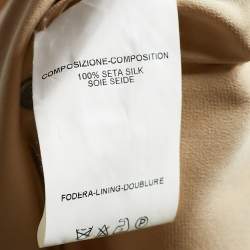 COMPOSIZIONE-COMPOSITION
100% SETA SILK
SOIE SEIDE
FODERA-LINING-DOUBLURE